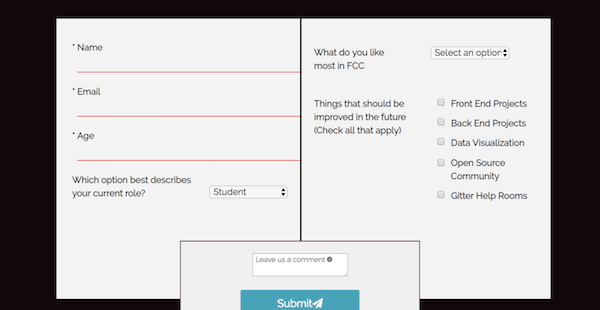 * Name
* Email
* Age
Which option best describes
your current role?
Student
What do you like
most in FCC
Select an option
Things that should be
improved in the future
(Check all that apply)
Front End Projects
Back End Projects
Data Visualization
Open Source
Community
Gitter Help Rooms
Leave us a comment
Submit